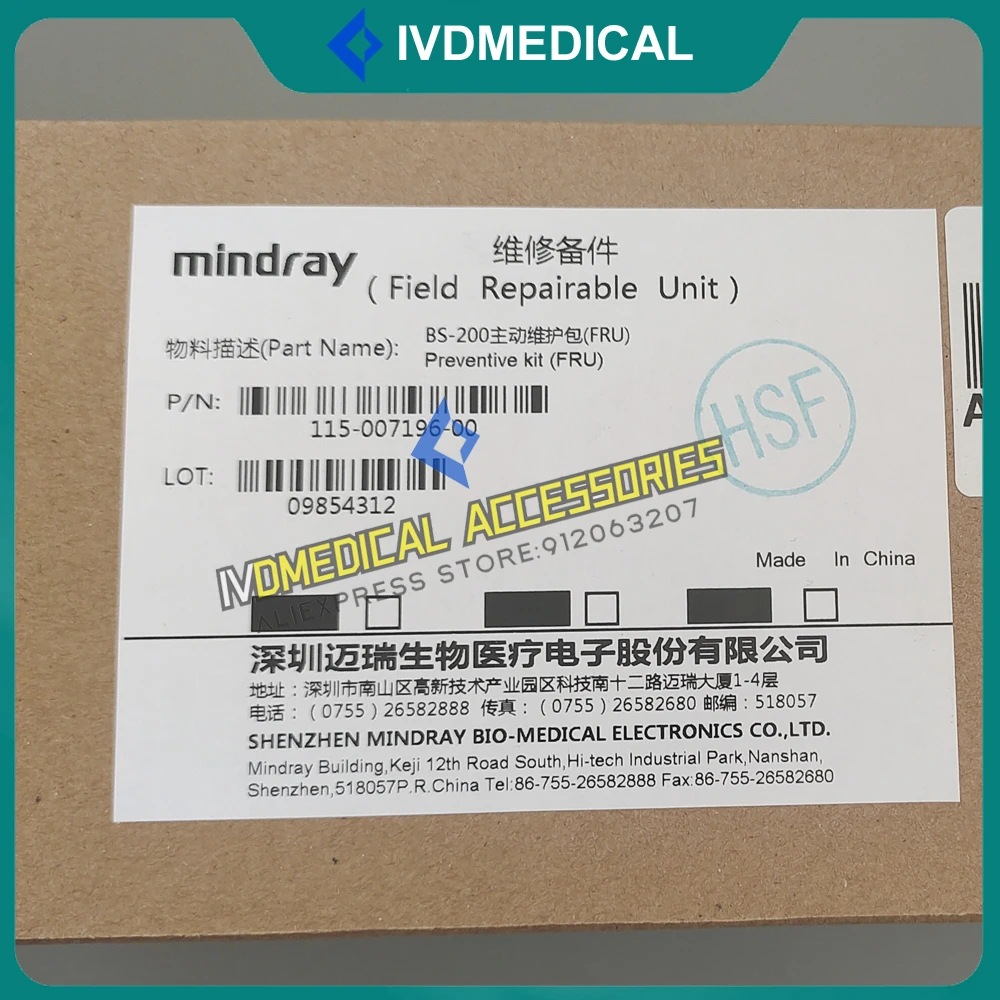 IVDMEDICAL
mindray
维修备件
(Field Repairable Unit)
物料描述(Part Name):
BS-200主动维护包(FRU)
Preventive kit (FRU)
P/N:
115-007196-00
HSF
LOT:
09854312
IVDMEDICAL ACCESSORIES
ALIEXPRESS STORE:912063207
Made In China
深圳迈瑞生物医疗电子股份有限公司
地址：深圳市南山区高新技术产业园区科技南十二路迈瑞大厦1-4层
电话：(0755)26582888 传真：(0755)26582680 邮编：518057
SHENZHEN MINDRAY BIO-MEDICAL ELECTRONICS CO.,LTD.
Mindray Building,Keji 12th Road South,Hi-tech Industrial Park,Nanshan,
Shenzhen,518057P.R.China Tel:86-755-26582888 Fax:86-755-26582680